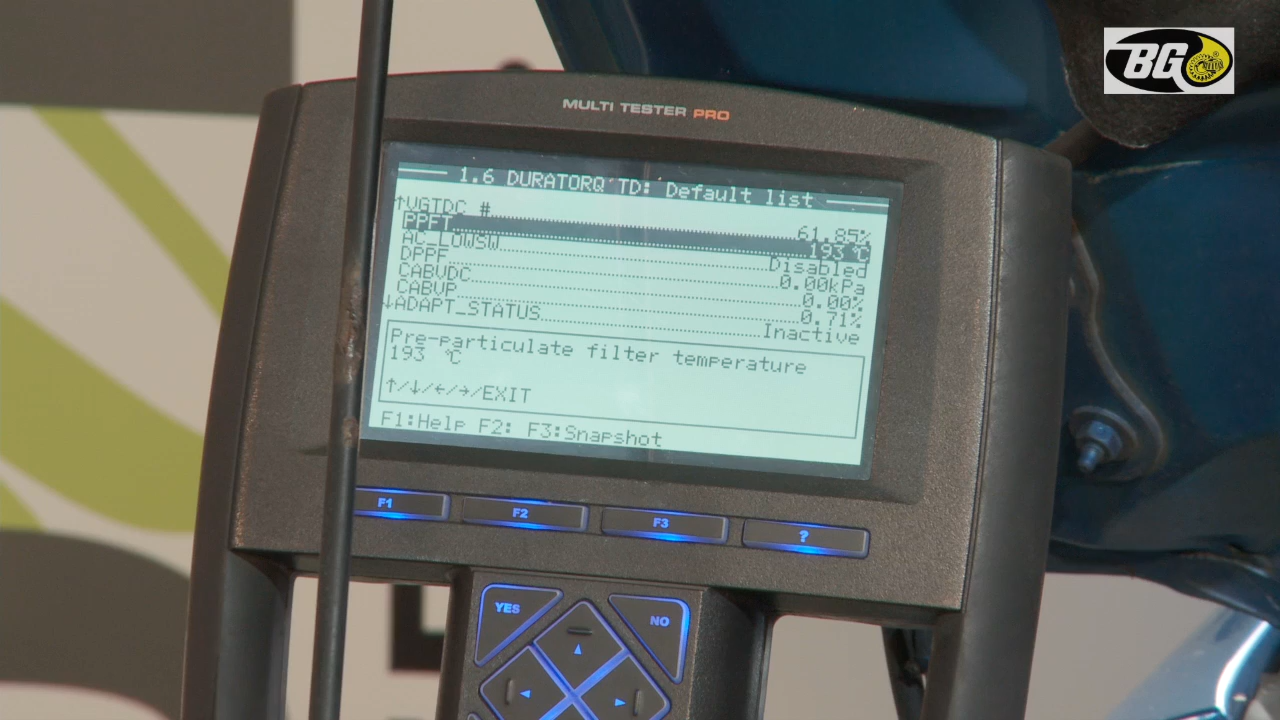 BG
MULTI TESTER PRO
1.6 DURATORQ TD: Default list
↑VGTDC # 61.85%
PPFT 193 °C
AC_LOWSW Disabled
DPPF 0.00kPa
CABVDC 0.00%
CABVP 0.71%
↓ADAPT_STATUS Inactive
Pre-particulate filter temperature
193 °C
↑/↓/←/→/EXIT
F1:Help F2: F3:Snapshot
F1 F2 F3 ?
YES NO